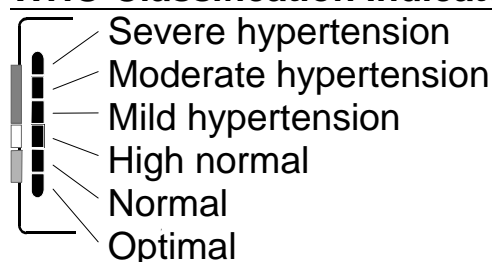 Severe hypertension
Moderate hypertension
Mild hypertension
High normal
Normal
Optimal